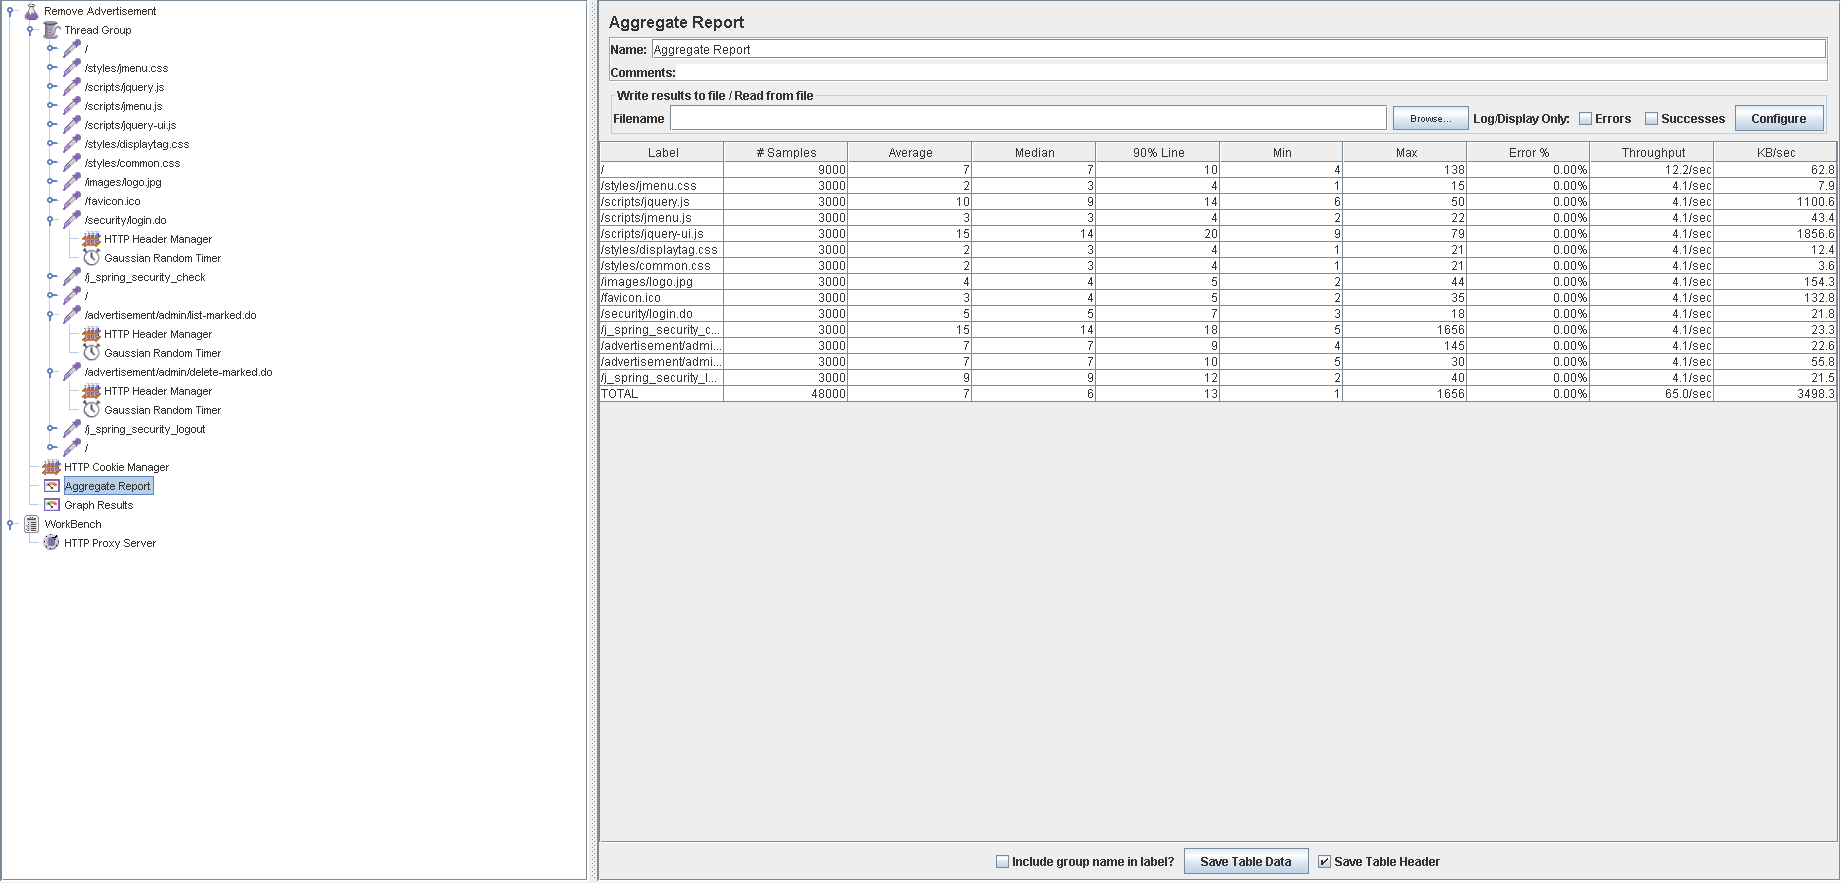 Remove Advertisement
Thread Group
/
/styles/jmenu.css
/scripts/jquery.js
/scripts/jmenu.js
/scripts/jquery-ui.js
/styles/displaytag.css
/styles/common.css
/images/logo.jpg
/favicon.ico
/security/login.do
HTTP Header Manager
Gaussian Random Timer
/j_spring_security_check
/
/advertisement/admin/list-marked.do
HTTP Header Manager
Gaussian Random Timer
/advertisement/admin/delete-marked.do
HTTP Header Manager
Gaussian Random Timer
/j_spring_security_logout
/
HTTP Cookie Manager
Aggregate Report
Graph Results
WorkBench
HTTP Proxy Server
Aggregate Report
Name: Aggregate Report
Comments:
Write results to file / Read from file
Filename Browse... Log/Display Only: Errors Successes Configure
Label # Samples Average Median 90% Line Min Max Error % Throughput KB/sec
/ 9000 7 7 10 4 138 0.00% 12.2/sec 62.8
/styles/jmenu.css 3000 2 3 4 1 15 0.00% 4.1/sec 7.9
/scripts/jquery.js 3000 10 9 14 6 50 0.00% 4.1/sec 1100.6
/scripts/jmenu.js 3000 3 3 4 2 22 0.00% 4.1/sec 43.4
/scripts/jquery-ui.js 3000 15 14 20 9 79 0.00% 4.1/sec 1856.6
/styles/displaytag.css 3000 2 3 4 1 21 0.00% 4.1/sec 12.4
/styles/common.css 3000 2 3 4 1 21 0.00% 4.1/sec 3.6
/images/logo.jpg 3000 4 4 5 2 44 0.00% 4.1/sec 154.3
/favicon.ico 3000 3 4 5 2 35 0.00% 4.1/sec 132.8
/security/login.do 3000 5 5 7 3 18 0.00% 4.1/sec 21.8
/j_spring_security_c... 3000 15 14 18 5 1656 0.00% 4.1/sec 23.3
/advertisement/admi... 3000 7 7 9 4 145 0.00% 4.1/sec 22.6
/advertisement/admi... 3000 7 7 10 5 30 0.00% 4.1/sec 55.8
/j_spring_security_l... 3000 9 9 12 2 40 0.00% 4.1/sec 21.5
TOTAL 48000 7 6 13 1 1656 0.00% 65.0/sec 3498.3
Include group name in label? Save Table Data Save Table Header